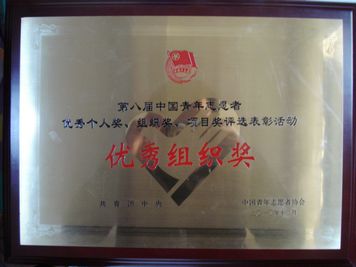 第八届中国青年志愿者
优秀个人奖、组织奖、项目奖评选表彰活动
优秀组织奖
共青团中央
中国青年志愿者协会